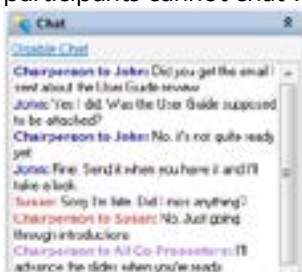 participants cannot chat
Chat
Disable Chat
Chairperson to John: Did you get the email I
sent about the User Guide review
John: Yes I did. Was the User Guide supposed
to be attached?
Chairperson to John: No, it's not quite ready
yet
John: Fine. Send it when you have it and I'll
take a look.
Susan: Sorry I'm late. Did I miss anything?
Chairperson to Susan: No. Just going
through introductions
Chairperson to All Co-Presenters: I'll
advance the slides when you're ready